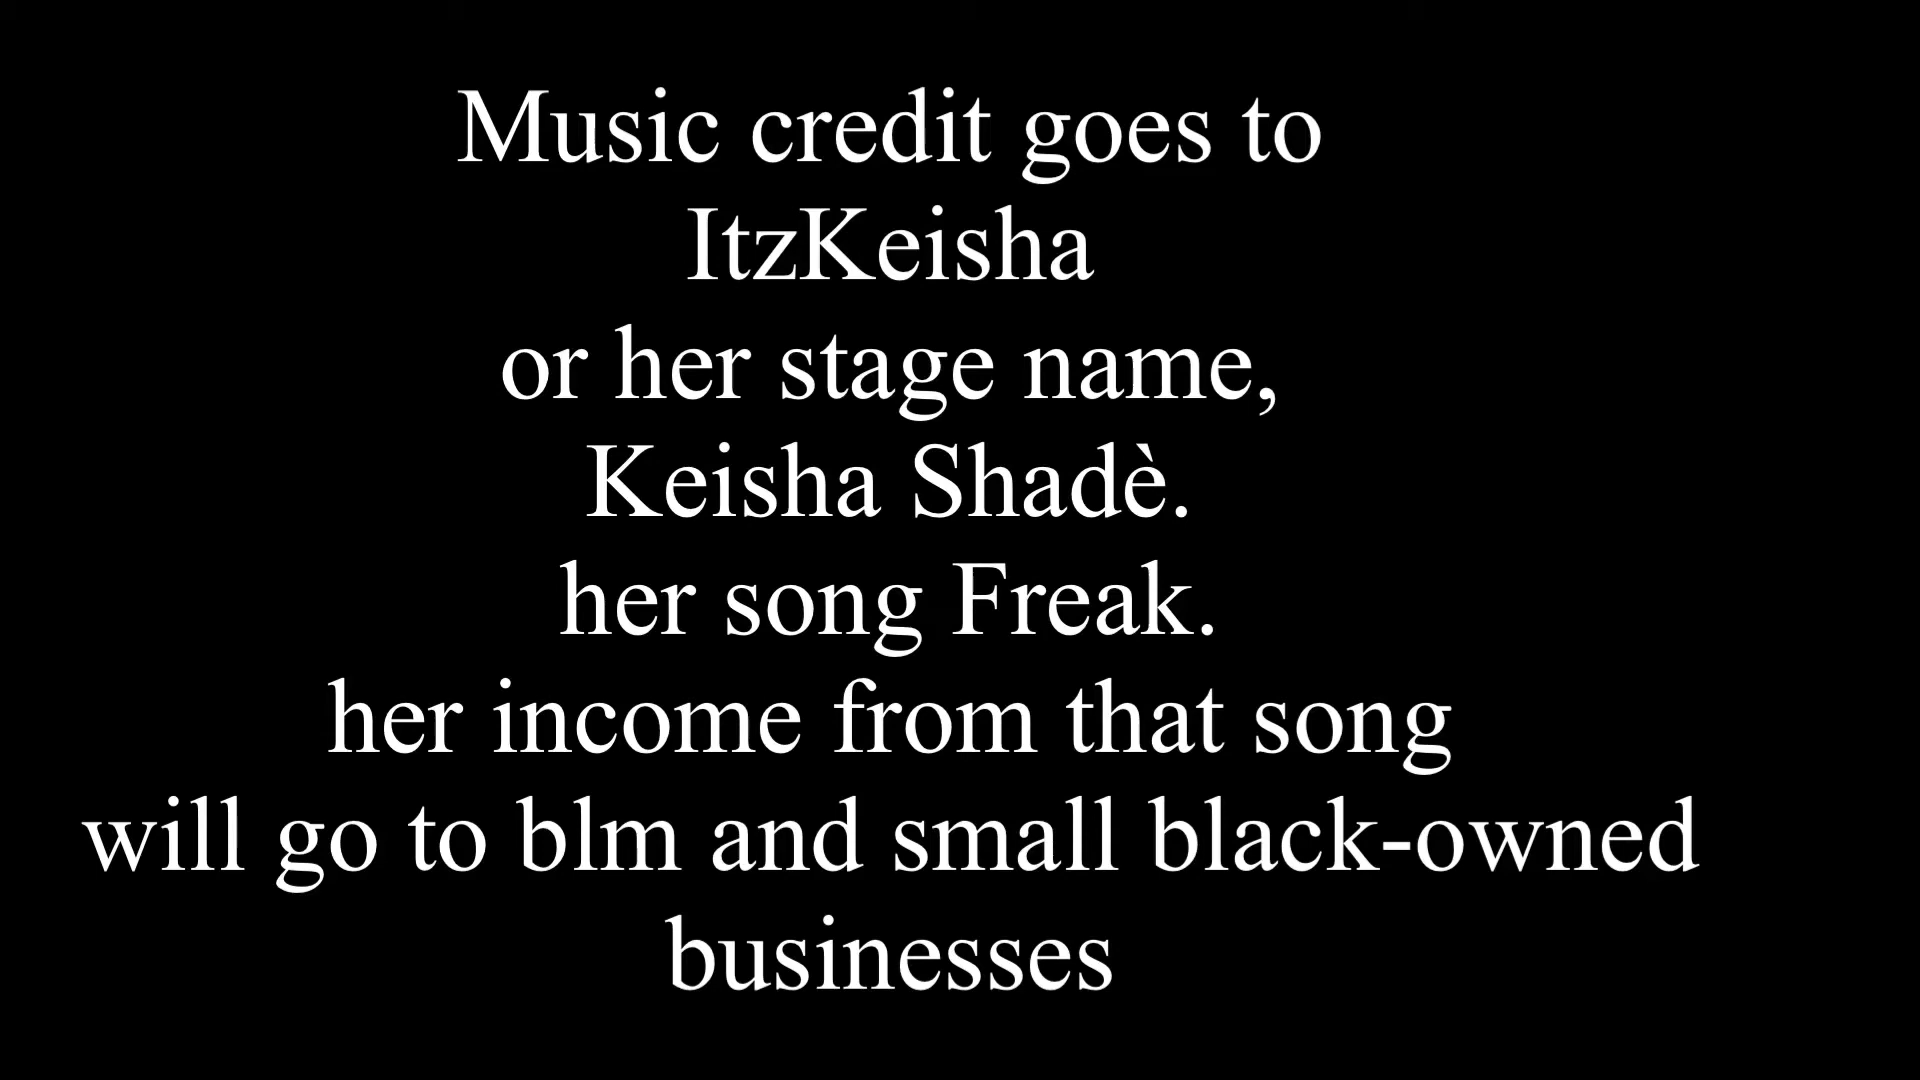 Music credit goes to
ItzKeisha
or her stage name,
Keisha Shadè.
her song Freak.
her income from that song
will go to blm and small black-owned
businesses